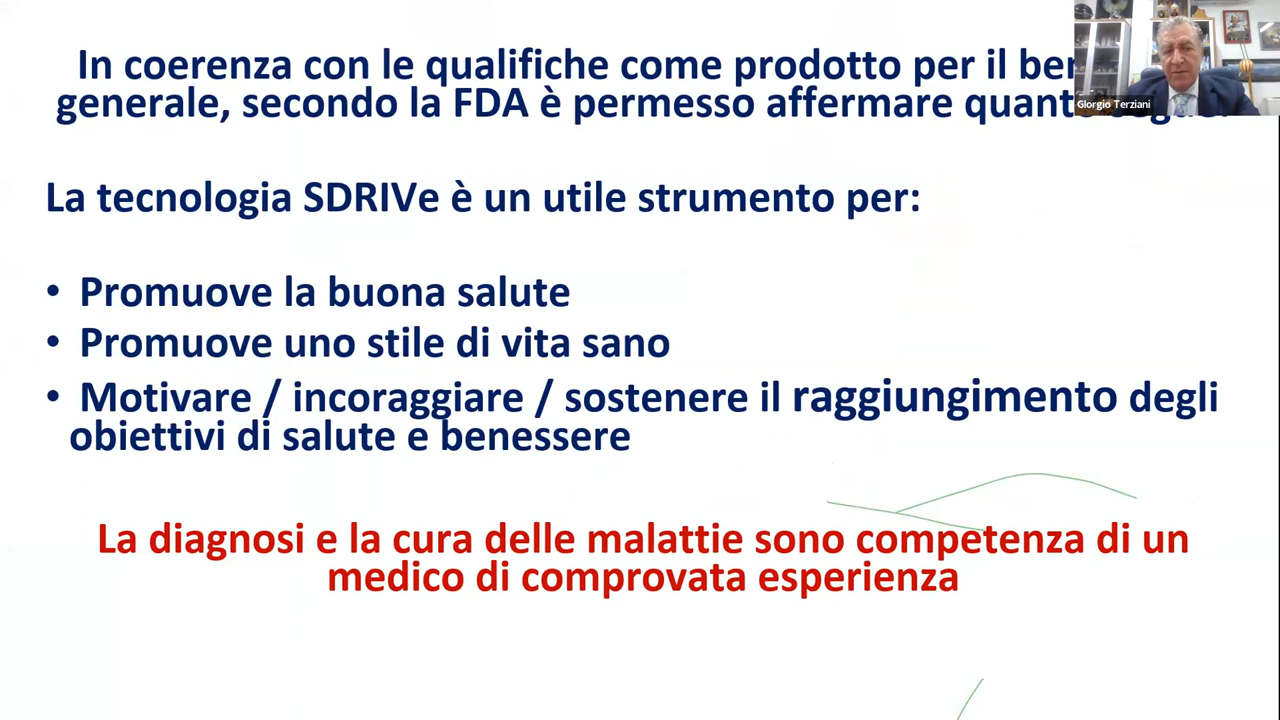 In coerenza con le qualifiche come prodotto per il
generale, secondo la FDA è permesso affermare
Giorgio Terziani
La tecnologia SDRIVe è un utile strumento per:
• Promuove la buona salute
• Promuove uno stile di vita sano
• Motivare / incoraggiare / sostenere il raggiungimento degli
obiettivi di salute e benessere
La diagnosi e la cura delle malattie sono competenza di un
medico di comprovata esperienza